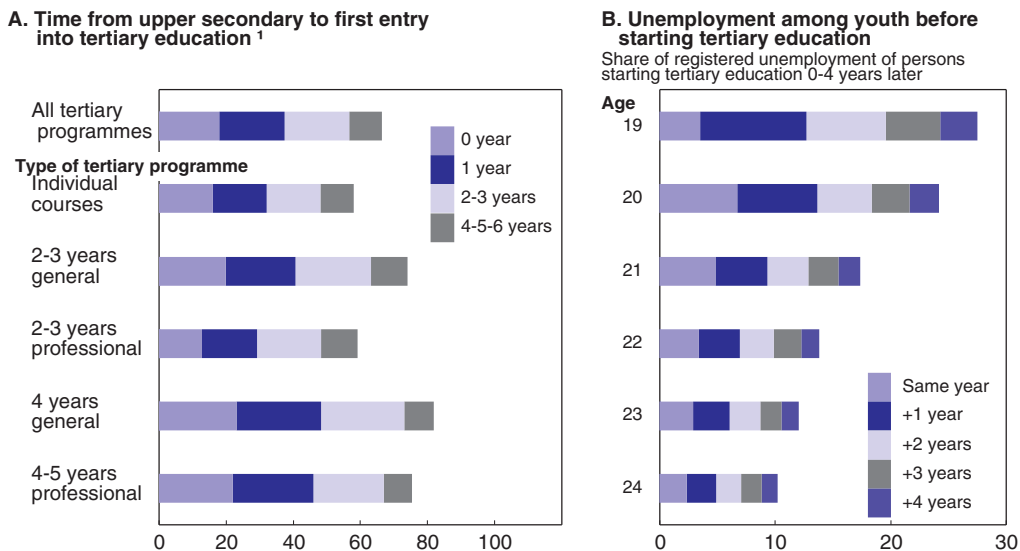 A. Time from upper secondary to first entry
into tertiary education ¹
All tertiary
programmes
Type of tertiary programme
Individual
courses
2-3 years
general
2-3 years
professional
4 years
general
4-5 years
professional
0 year
1 year
2-3 years
4-5-6 years
0 20 40 60 80 100
B. Unemployment among youth before
starting tertiary education
Share of registered unemployment of persons
starting tertiary education 0-4 years later
Age
19
20
21
22
23
24
Same year
+1 year
+2 years
+3 years
+4 years
0 10 20 30